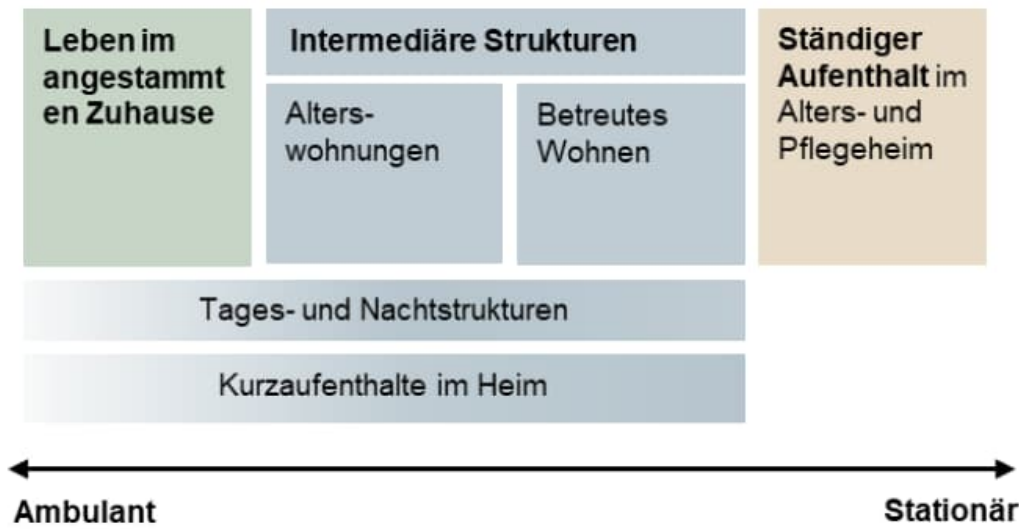 Leben im
angestammt
en Zuhause
Intermediäre Strukturen
Alters-
wohnungen
Betreutes
Wohnen
Ständiger
Aufenthalt im
Alters- und
Pflegeheim
Tages- und Nachtstrukturen
Kurzaufenthalte im Heim
Ambulant
Stationär